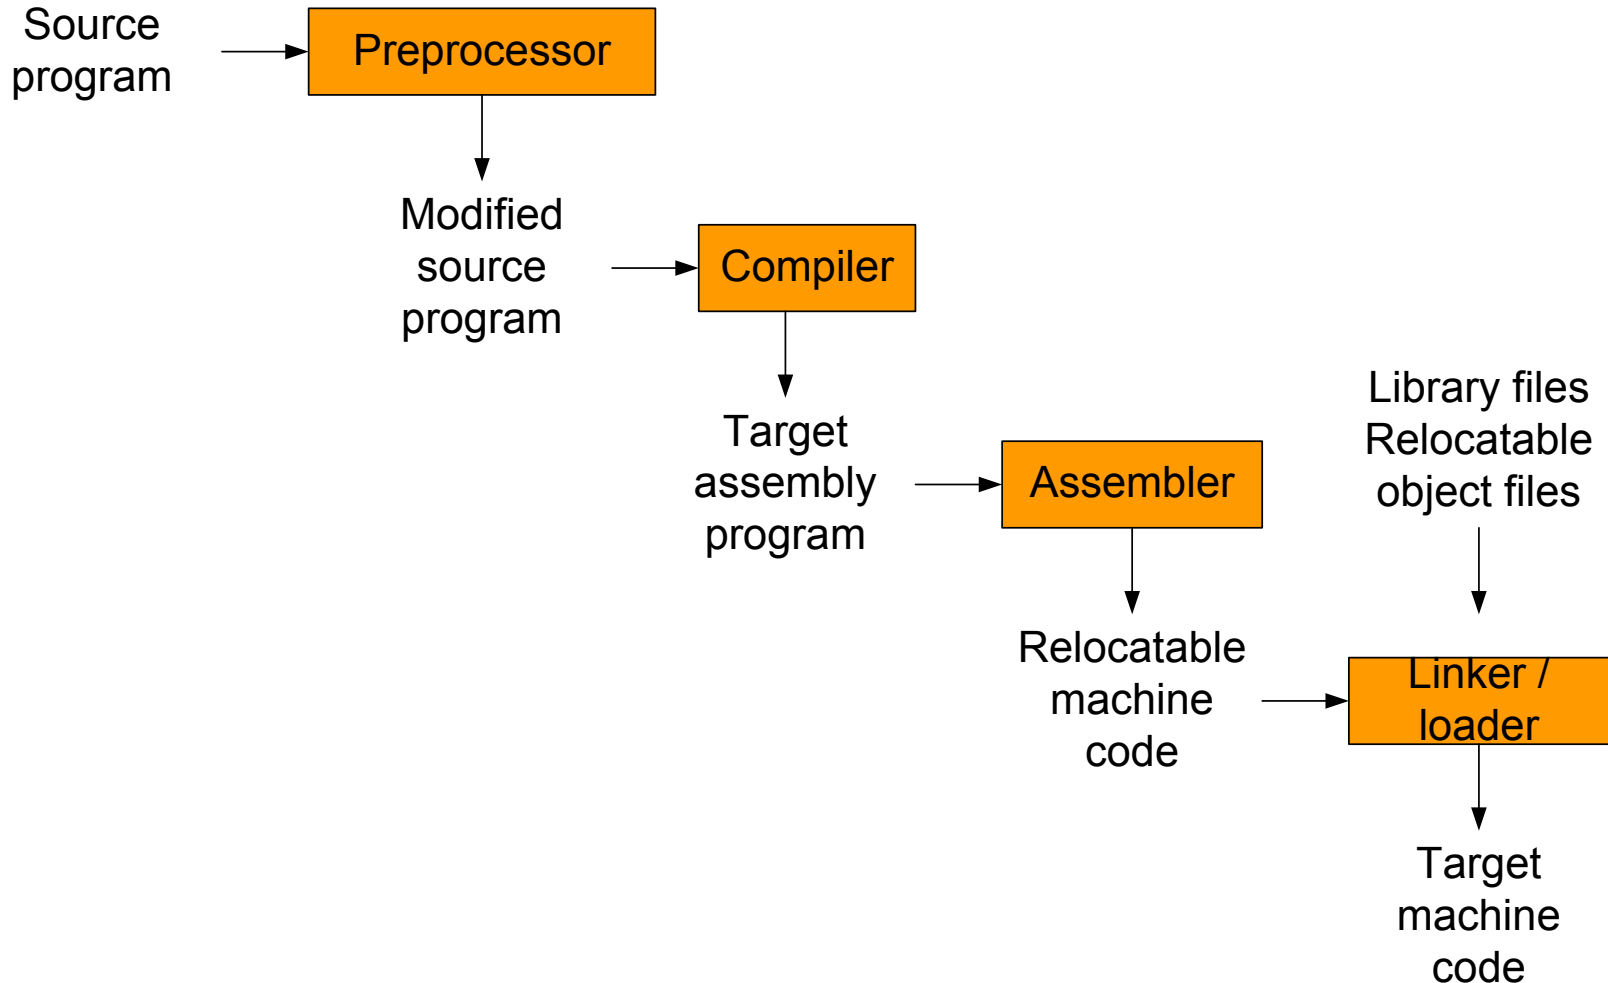 Source
program
Preprocessor
Modified
source
program
Compiler
Target
assembly
program
Assembler
Library files
Relocatable
object files
Relocatable
machine
code
Linker /
loader
Target
machine
code